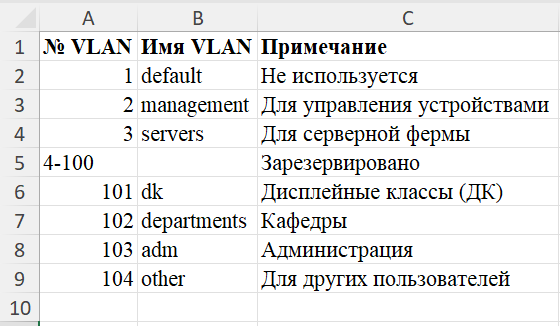 A B C
1 № VLAN Имя VLAN Примечание
2 1 default Не используется
3 2 management Для управления устройствами
4 3 servers Для серверной фермы
5 4-100 Зарезервировано
6 101 dk Дисплейные классы (ДК)
7 102 departments Кафедры
8 103 adm Администрация
9 104 other Для других пользователей
10